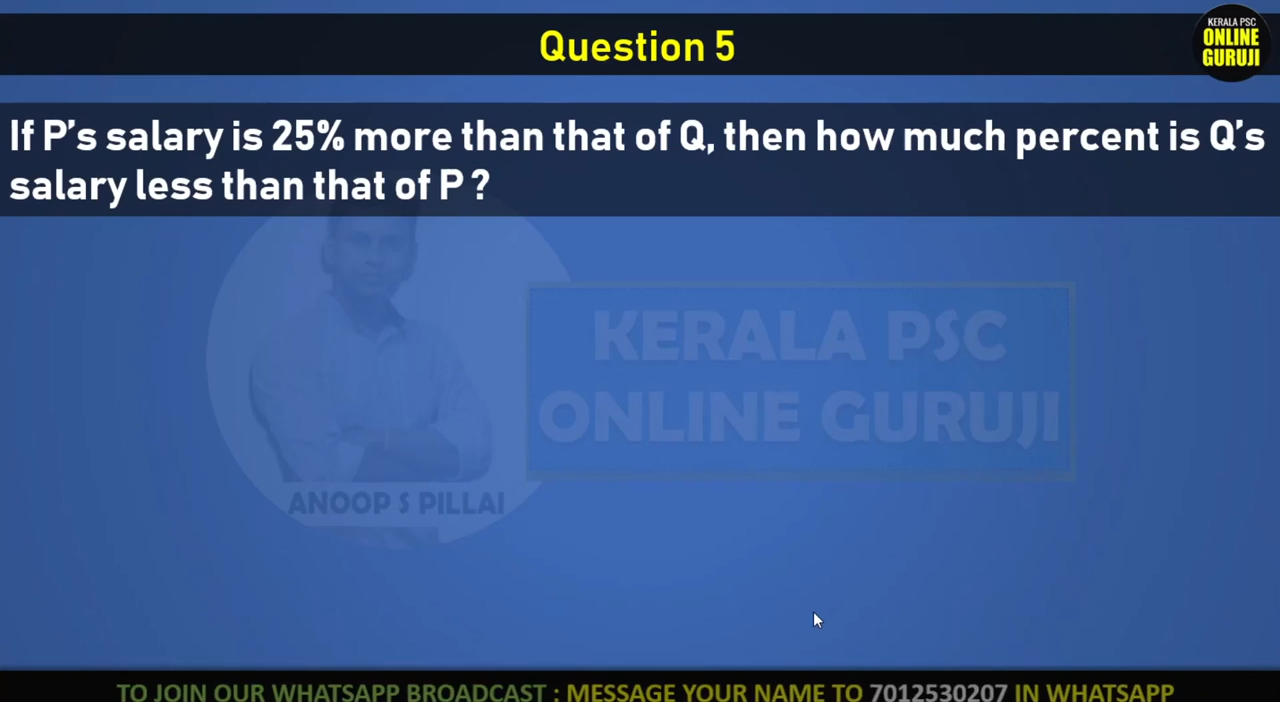 Question 5
KERALA PSC
ONLINE
GURUJI
If P’s salary is 25% more than that of Q, then how much percent is Q’s
salary less than that of P ?
KERALA PSC
ONLINE GURUJI
ANOOP S PILLAI
TO JOIN OUR WHATSAPP BROADCAST : MESSAGE YOUR NAME TO 7012530207 IN WHATSAPP